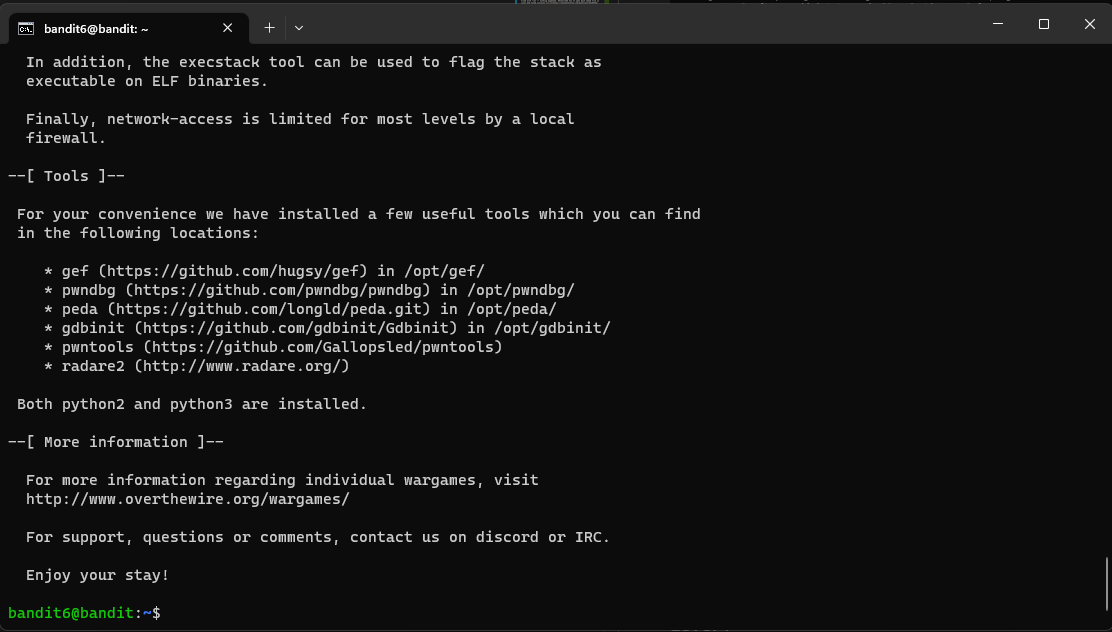 bandit6@bandit: ~
In addition, the execstack tool can be used to flag the stack as
executable on ELF binaries.
Finally, network-access is limited for most levels by a local
firewall.
--[ Tools ]--
For your convenience we have installed a few useful tools which you can find
in the following locations:
* gef (https://github.com/hugsy/gef) in /opt/gef/
* pwndbg (https://github.com/pwndbg/pwndbg) in /opt/pwndbg/
* peda (https://github.com/longld/peda.git) in /opt/peda/
* gdbinit (https://github.com/gdbinit/Gdbinit) in /opt/gdbinit/
* pwntools (https://github.com/Gallopsled/pwntools)
* radare2 (http://www.radare.org/)
Both python2 and python3 are installed.
--[ More information ]--
For more information regarding individual wargames, visit
http://www.overthewire.org/wargames/
For support, questions or comments, contact us on discord or IRC.
Enjoy your stay!
bandit6@bandit:~$